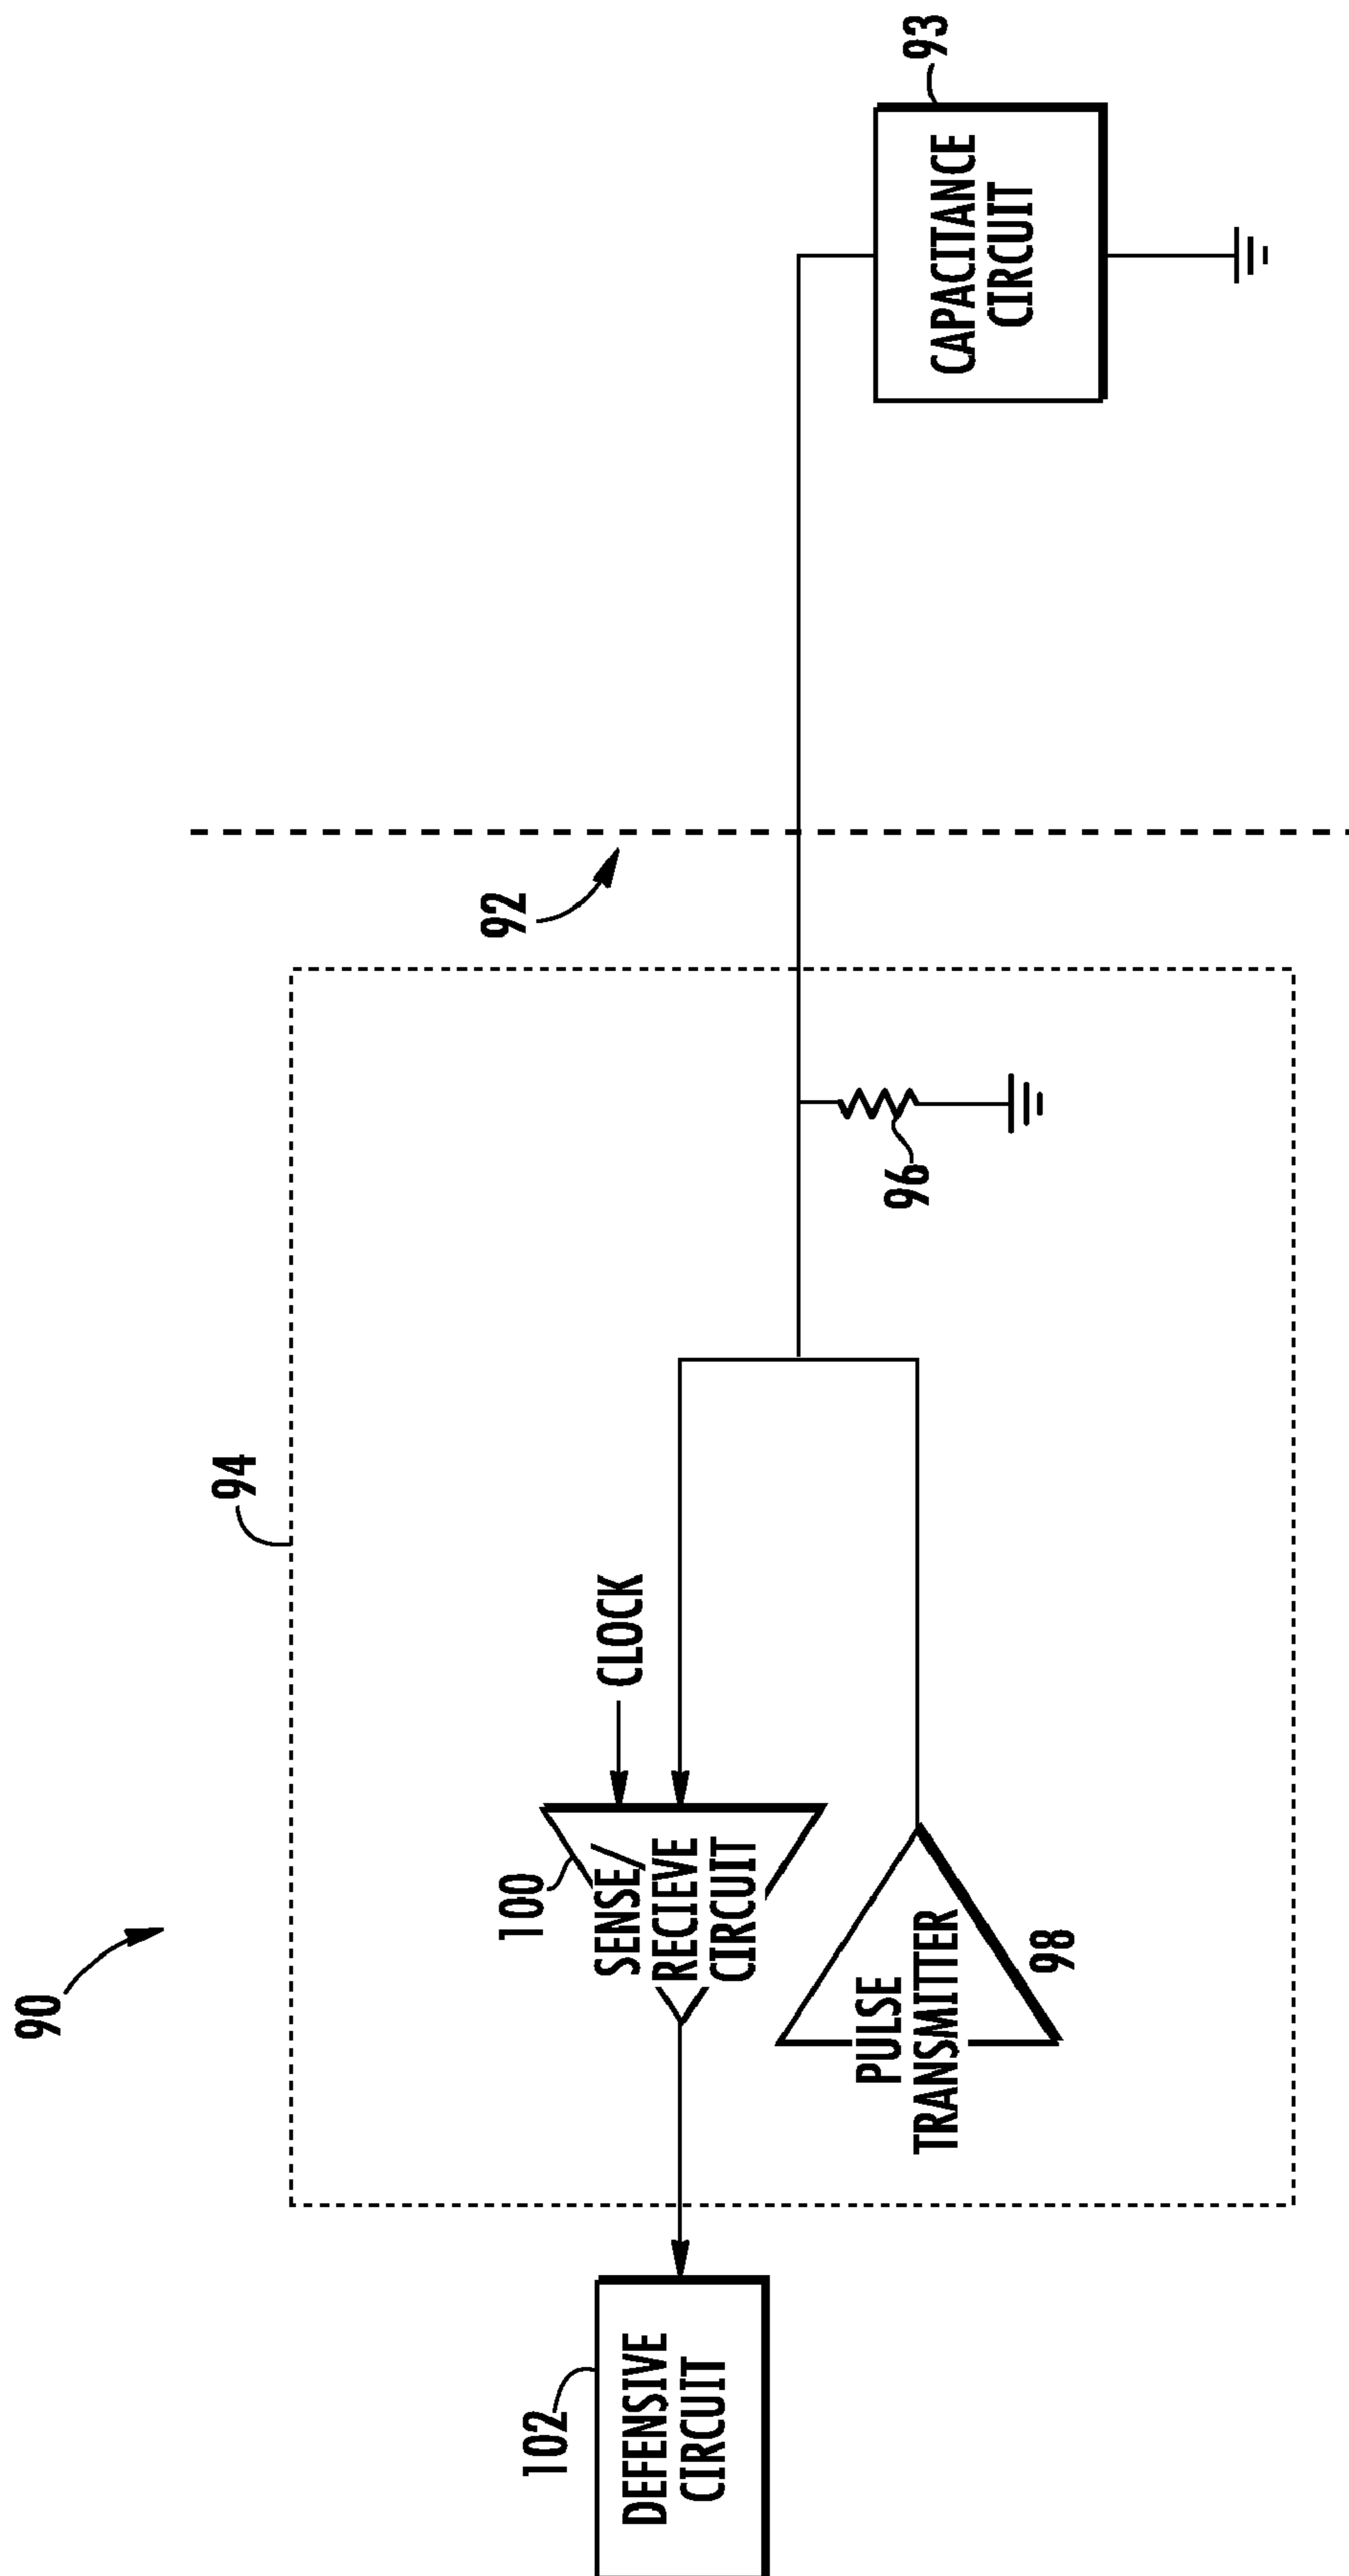 90
94
92
93
102
DEFENSIVE
CIRCUIT
100
SENSE/
RECIEVE
CIRCUIT
CLOCK
PULSE
TRANSMITTER
98
96
CAPACITANCE
CIRCUIT